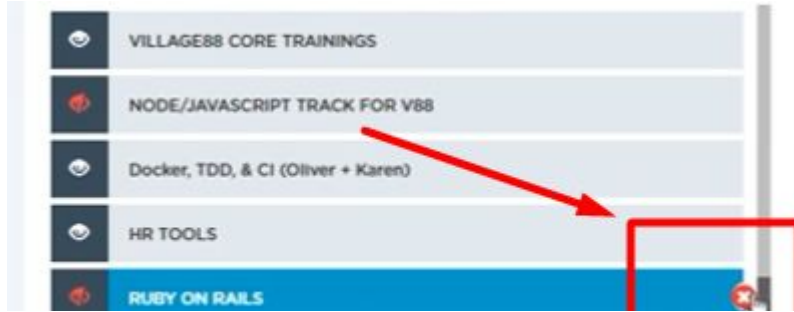 VILLAGE88 CORE TRAININGS
NODE/JAVASCRIPT TRACK FOR V88
Docker, TDD, & CI (Oliver + Karen)
HR TOOLS
RUBY ON RAILS